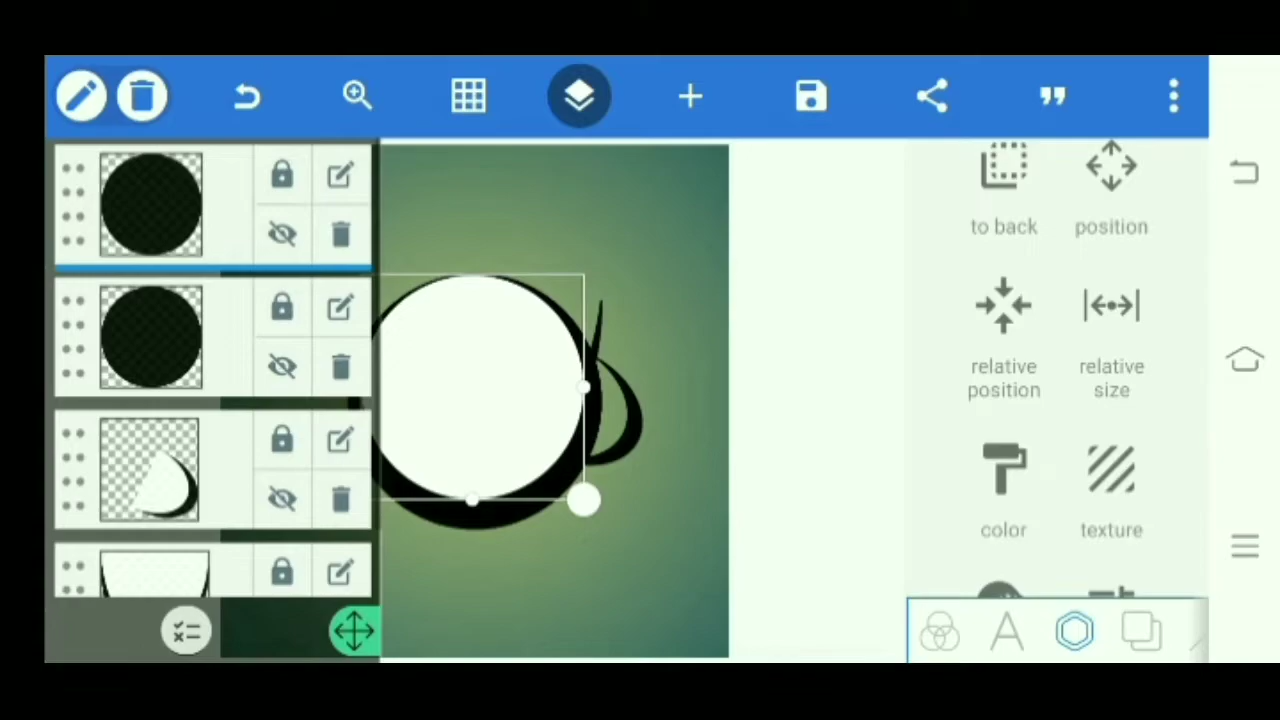 to back
position
relative
position
relative
size
color
texture